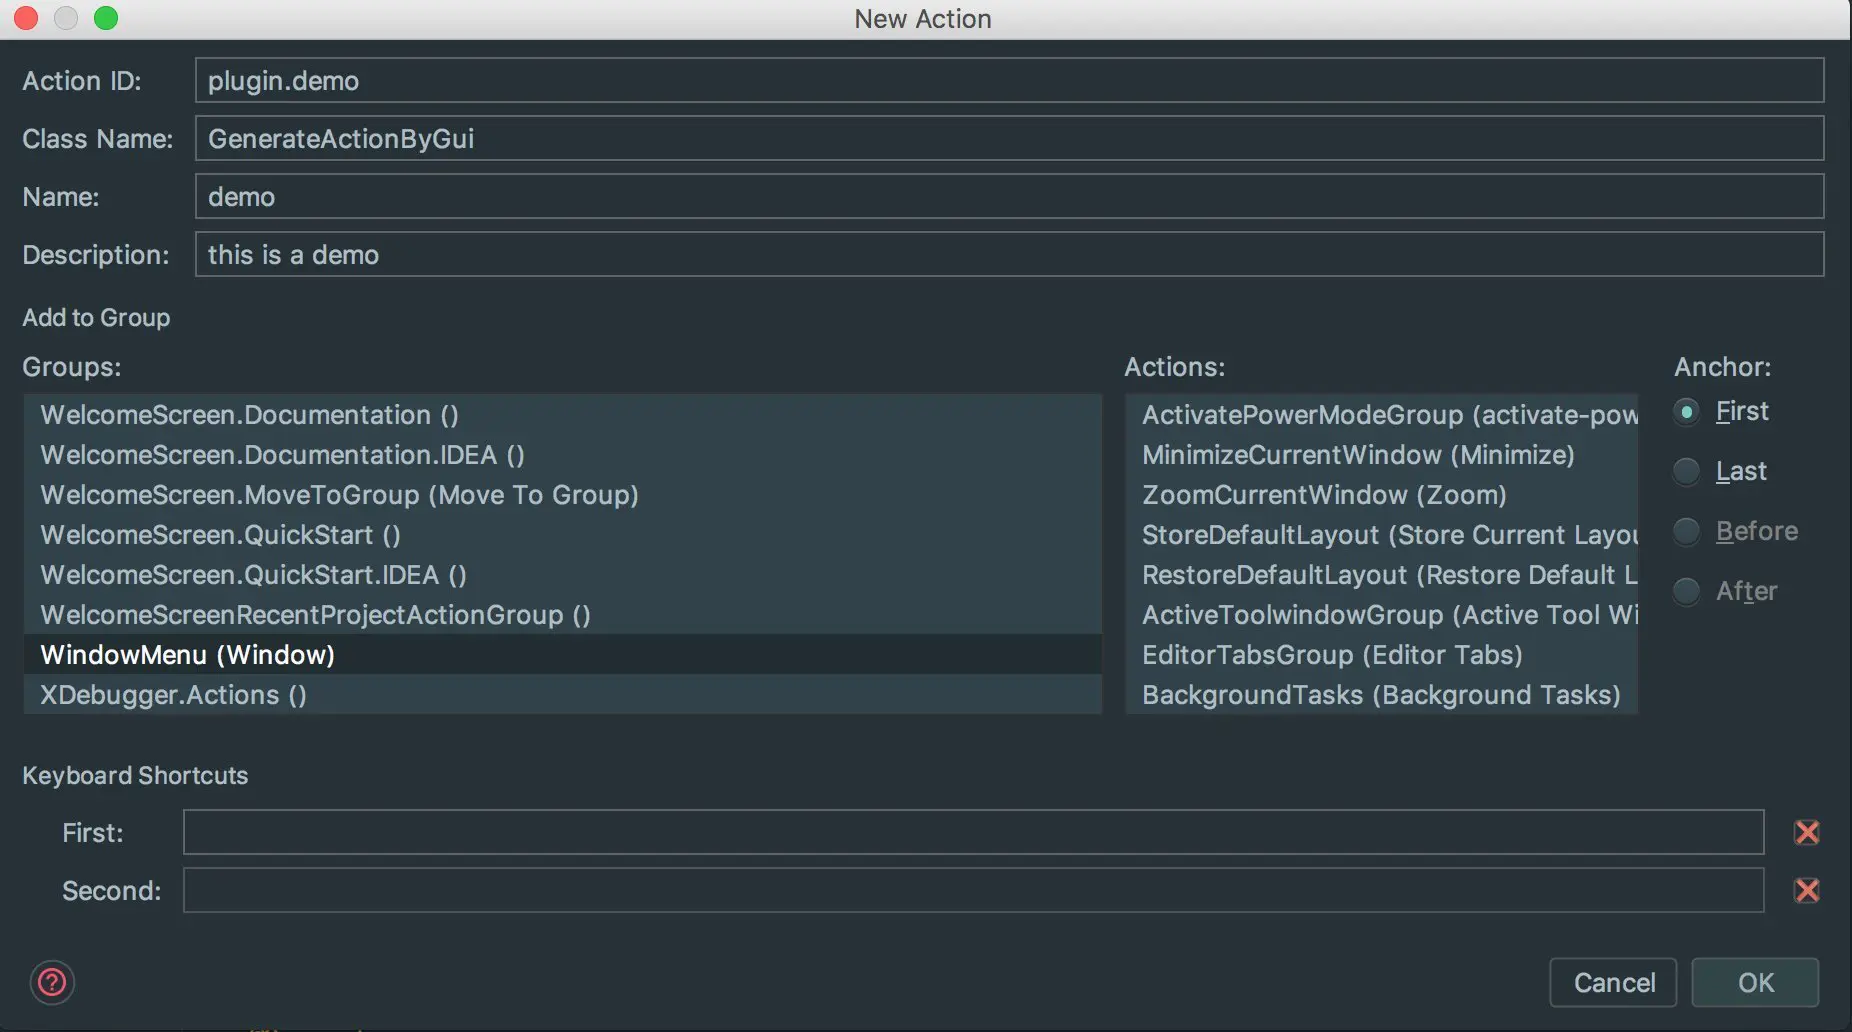 New Action
Action ID: plugin.demo
Class Name: GenerateActionByGui
Name: demo
Description: this is a demo
Add to Group
Groups:
WelcomeScreen.Documentation ()
WelcomeScreen.Documentation.IDEA ()
WelcomeScreen.MoveToGroup (Move To Group)
WelcomeScreen.QuickStart ()
WelcomeScreen.QuickStart.IDEA ()
WelcomeScreenRecentProjectActionGroup ()
WindowMenu (Window)
XDebugger.Actions ()
Actions:
ActivatePowerModeGroup (activate-pow
MinimizeCurrentWindow (Minimize)
ZoomCurrentWindow (Zoom)
StoreDefaultLayout (Store Current Layou
RestoreDefaultLayout (Restore Default L
ActiveToolwindowGroup (Active Tool Wi
EditorTabsGroup (Editor Tabs)
BackgroundTasks (Background Tasks)
Anchor:
First
Last
Before
After
Keyboard Shortcuts
First:
Second:
?
Cancel
OK